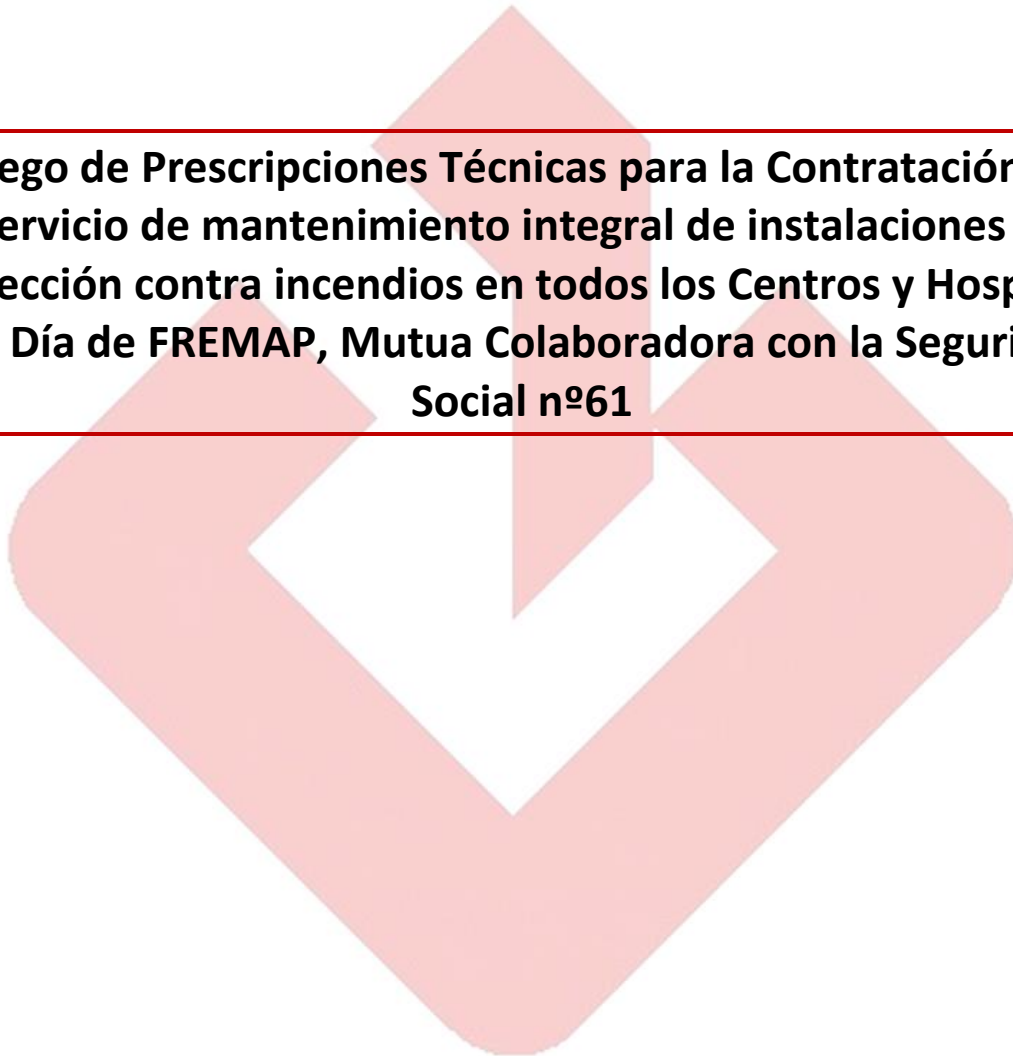 ego de Prescripciones Técnicas para la Contratación
ervicio de mantenimiento integral de instalaciones
ección contra incendios en todos los Centros y Hosp
Día de FREMAP, Mutua Colaboradora con la Seguri
Social nº61